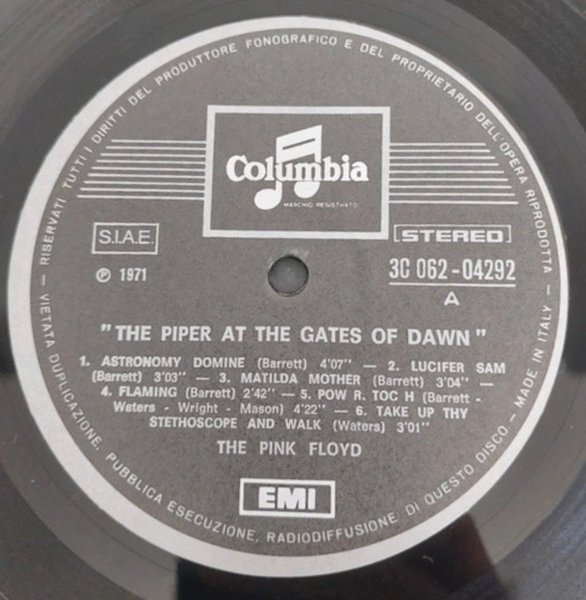 RISERVATI TUTTI I DIRITTI DEL PRODUTTORE FONOGRAFICO E DEL PROPRIETARIO DELL'OPERA RIPRODOTTA
Columbia
MARCHIO REGISTRATO
S.I.A.E.
STEREO
Ⓟ 1971
3C 062-04292
A
"THE PIPER AT THE GATES OF DAWN"
1. ASTRONOMY DOMINE (Barrett) 4'07" — 2. LUCIFER SAM
(Barrett) 3'03" — 3. MATILDA MOTHER (Barrett) 3'04" —
4. FLAMING (Barrett) 2'42" — 5. POW R. TOC H (Barrett -
Waters - Wright - Mason) 4'22" — 6. TAKE UP THY
STETHOSCOPE AND WALK (Waters) 3'01"
THE PINK FLOYD
EMI
— VIETATA DUPLICAZIONE, PUBBLICA ESECUZIONE, RADIODIFFUSIONE DI QUESTO DISCO - MADE IN ITALY -